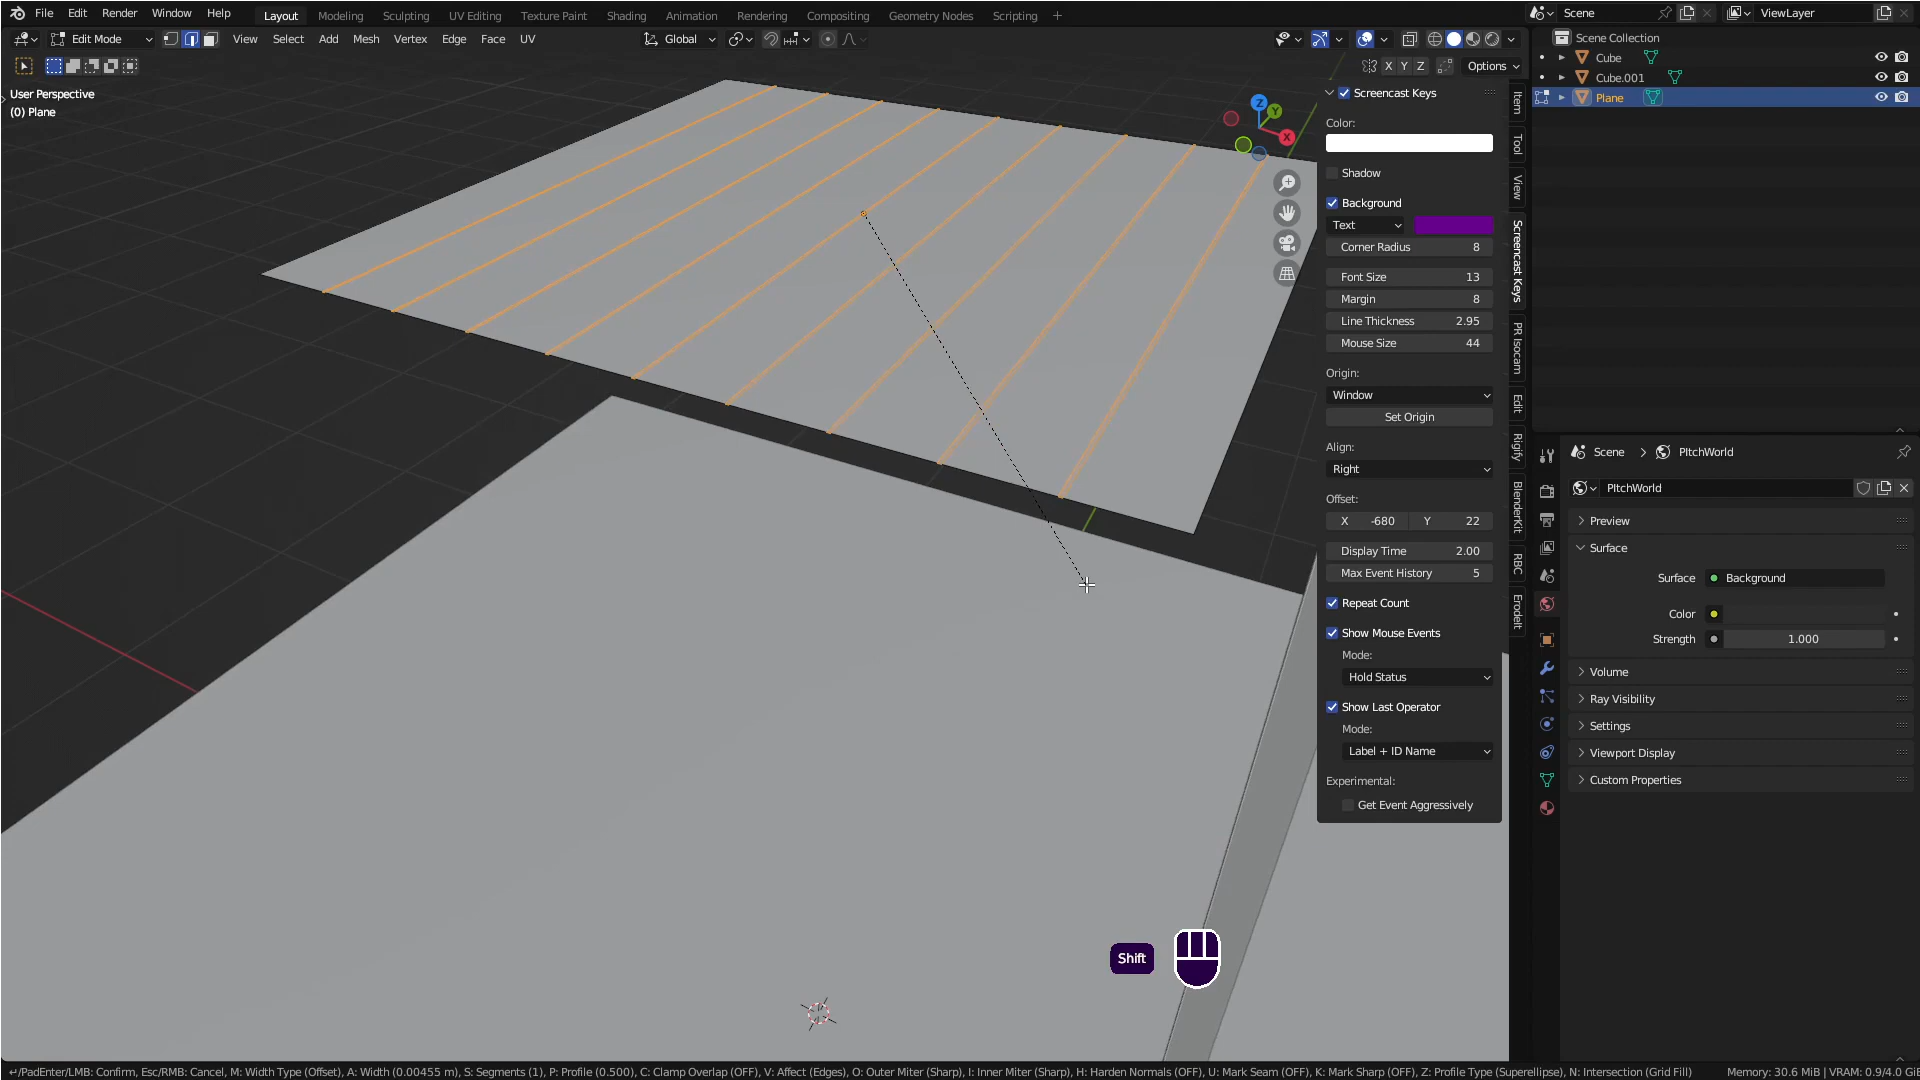 File Edit Render Window Help Layout Modeling Sculpting UV Editing Texture Paint Shading Animation Rendering Compositing Geometry Nodes Scripting + Scene ViewLayer
Edit Mode View Select Add Mesh Vertex Edge Face UV Global
X Y Z Options
User Perspective
(0) Plane
Z
Y
X
Screencast Keys
Color:
Shadow
Background
Text
Corner Radius 8
Font Size 13
Margin 8
Line Thickness 2.95
Mouse Size 44
Origin:
Window
Set Origin
Align:
Right
Offset:
X -680 Y 22
Display Time 2.00
Max Event History 5
Repeat Count
Show Mouse Events
Mode:
Hold Status
Show Last Operator
Mode:
Label + ID Name
Experimental:
Get Event Aggressively
Item
Tool
View
Screencast Keys
PR Isocam
Edit
Rigify
BlenderKit
RBC
ErodeIt
Scene Collection
Cube
Cube.001
Plane
Scene > PItchWorld
PItchWorld
Preview
Surface
Surface Background
Color
Strength 1.000
Volume
Ray Visibility
Settings
Viewport Display
Custom Properties
Shift
↵/PadEnter/LMB: Confirm, Esc/RMB: Cancel, M: Width Type (Offset), A: Width (0.00455 m), S: Segments (1), P: Profile (0.500), C: Clamp Overlap (OFF), V: Affect (Edges), O: Outer Miter (Sharp), I: Inner Miter (Sharp), H: Harden Normals (OFF), U: Mark Seam (OFF), K: Mark Sharp (OFF), Z: Profile Type (Superellipse), N: Intersection (Grid Fill) Memory: 30.6 MiB | VRAM: 0.9/4.0 GiB